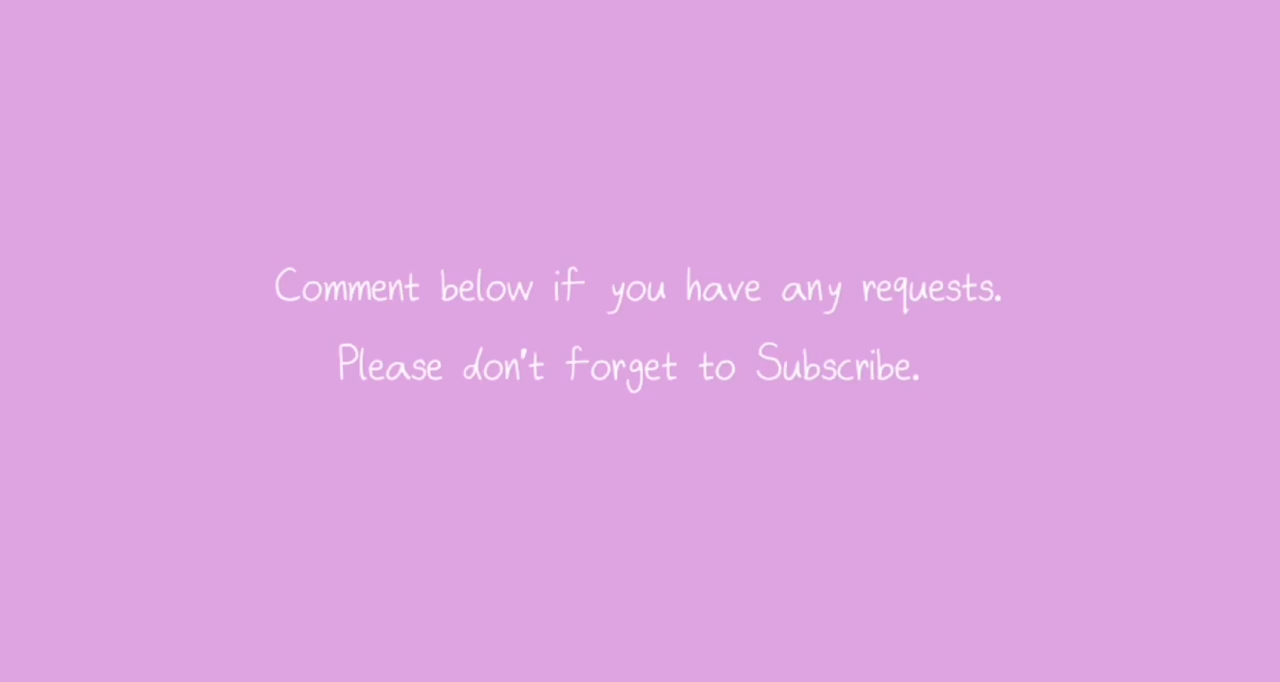 Comment below if you have any requests.
Please don't forget to Subscribe.